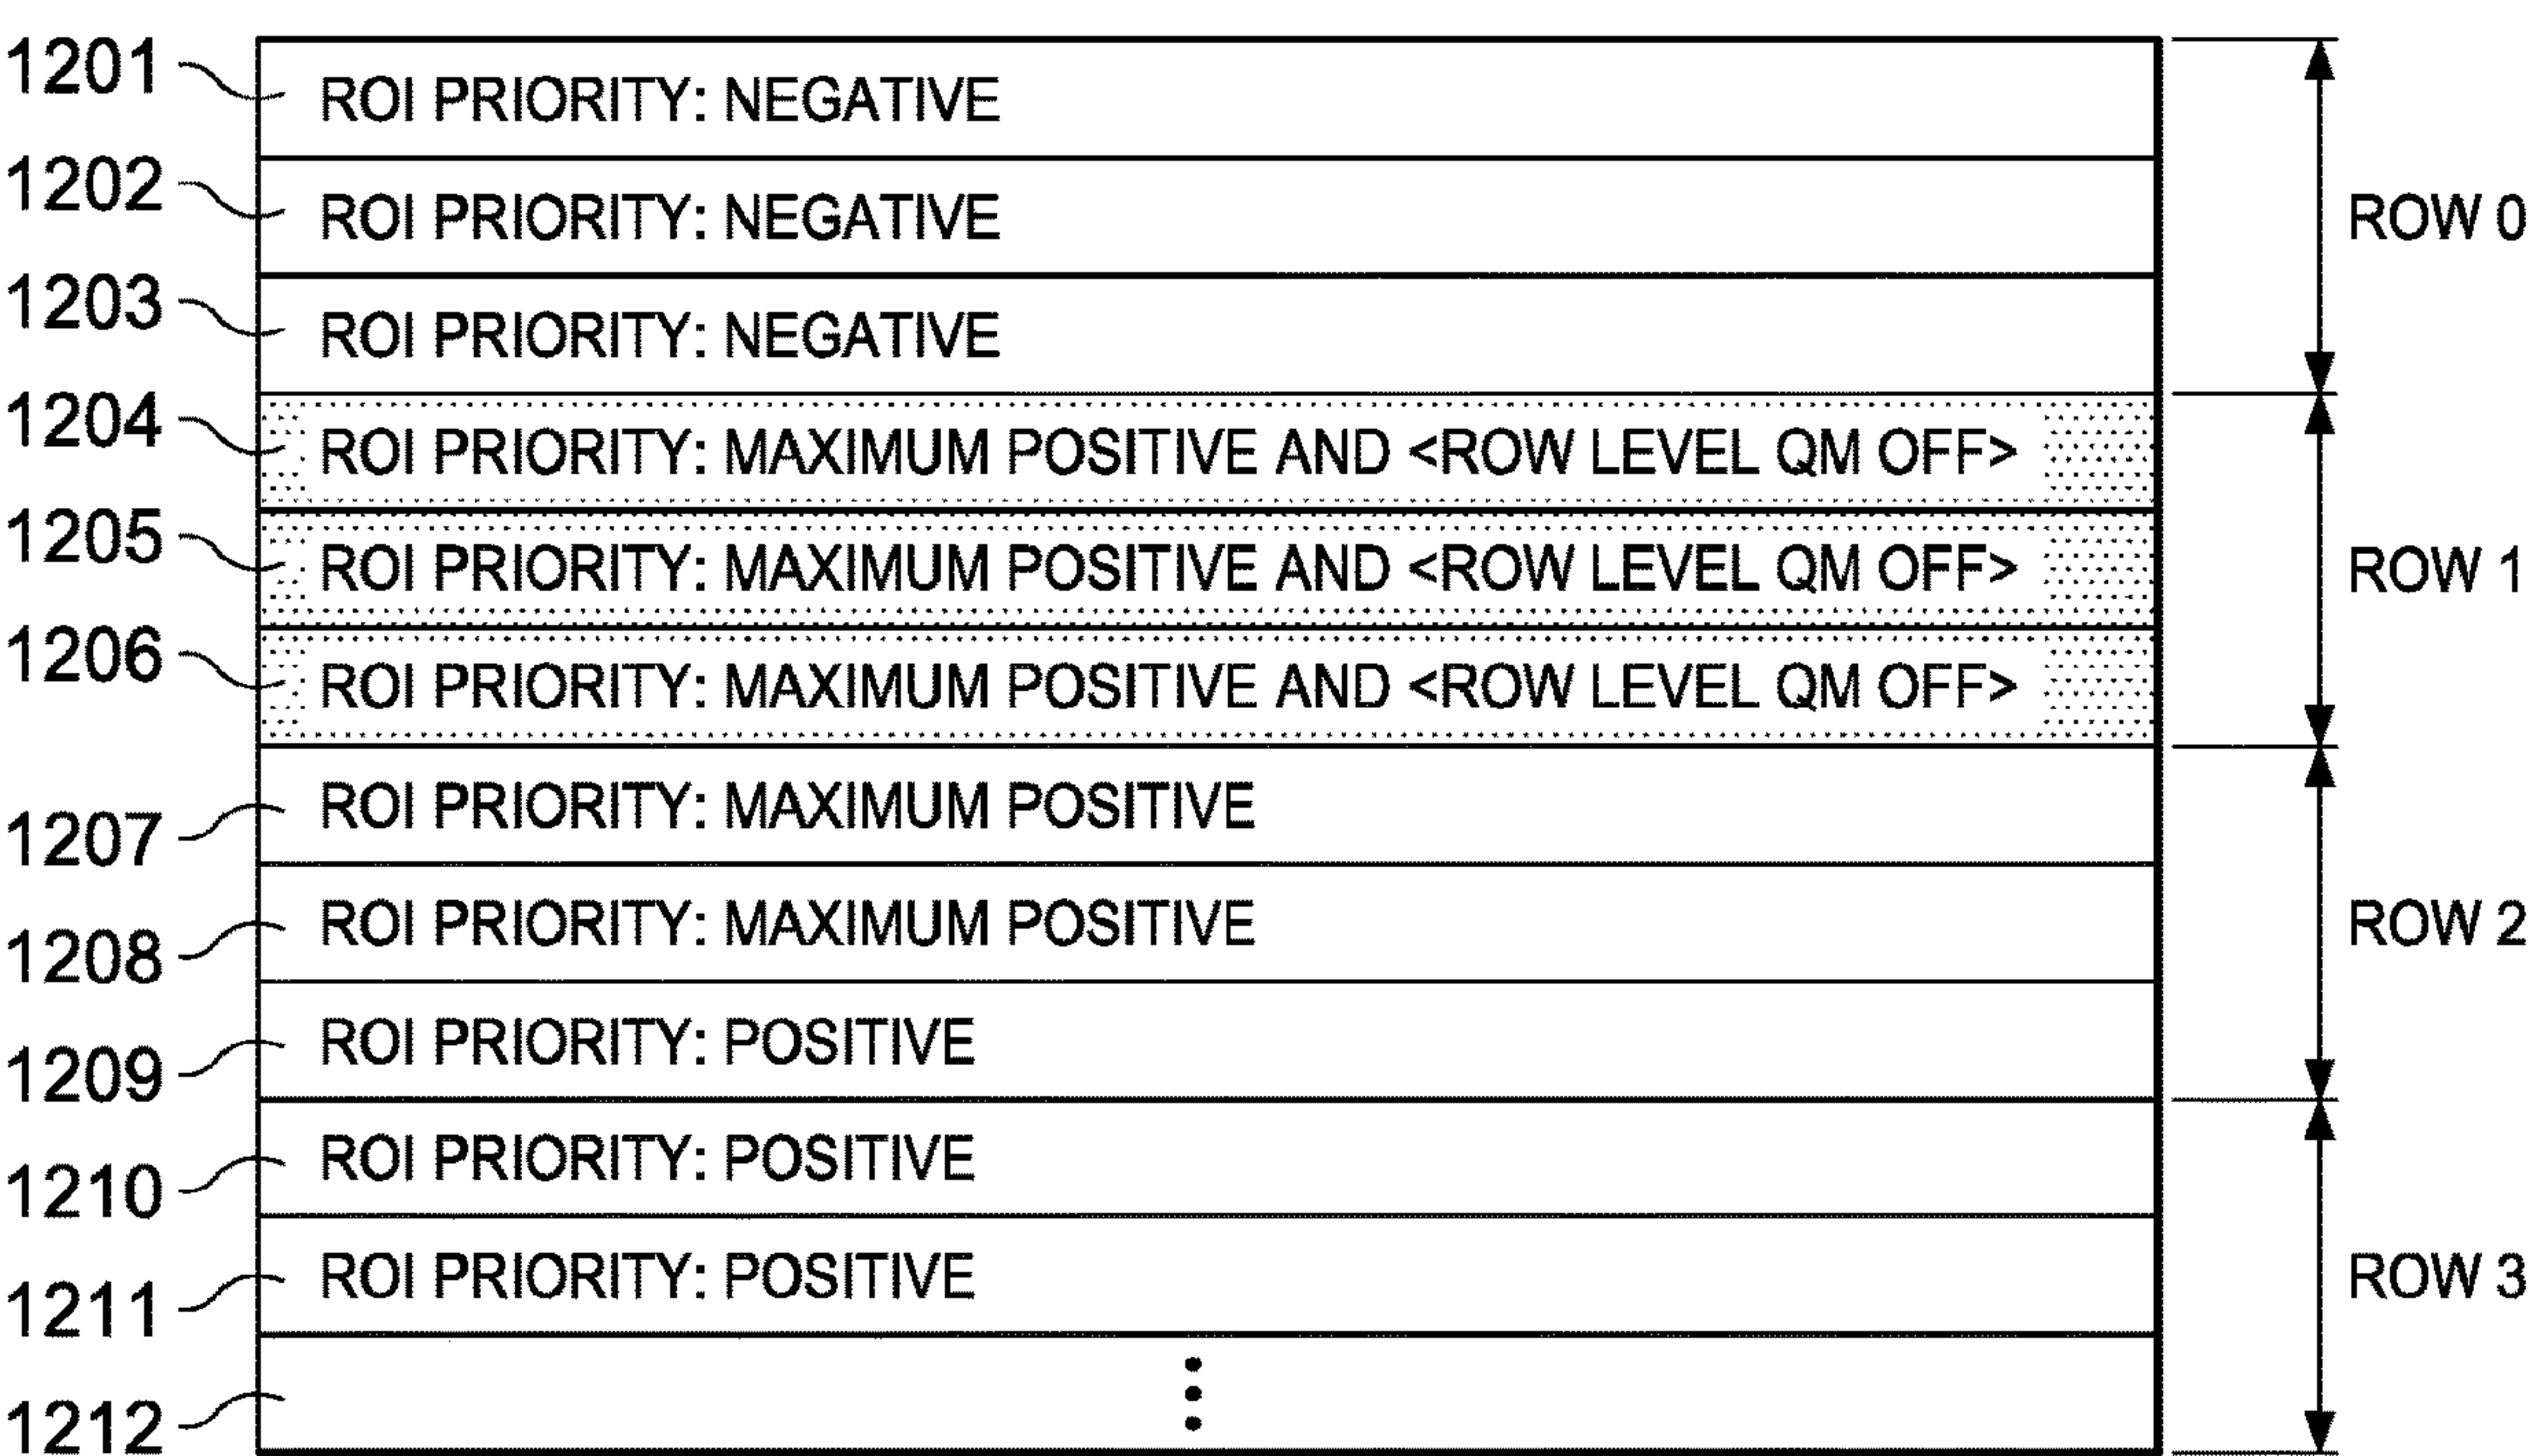 1201 ROI PRIORITY: NEGATIVE
1202 ROI PRIORITY: NEGATIVE ROW 0
1203 ROI PRIORITY: NEGATIVE
1204 ROI PRIORITY: MAXIMUM POSITIVE AND <ROW LEVEL QM OFF>
1205 ROI PRIORITY: MAXIMUM POSITIVE AND <ROW LEVEL QM OFF> ROW 1
1206 ROI PRIORITY: MAXIMUM POSITIVE AND <ROW LEVEL QM OFF>
1207 ROI PRIORITY: MAXIMUM POSITIVE
1208 ROI PRIORITY: MAXIMUM POSITIVE ROW 2
1209 ROI PRIORITY: POSITIVE
1210 ROI PRIORITY: POSITIVE
1211 ROI PRIORITY: POSITIVE ROW 3
1212